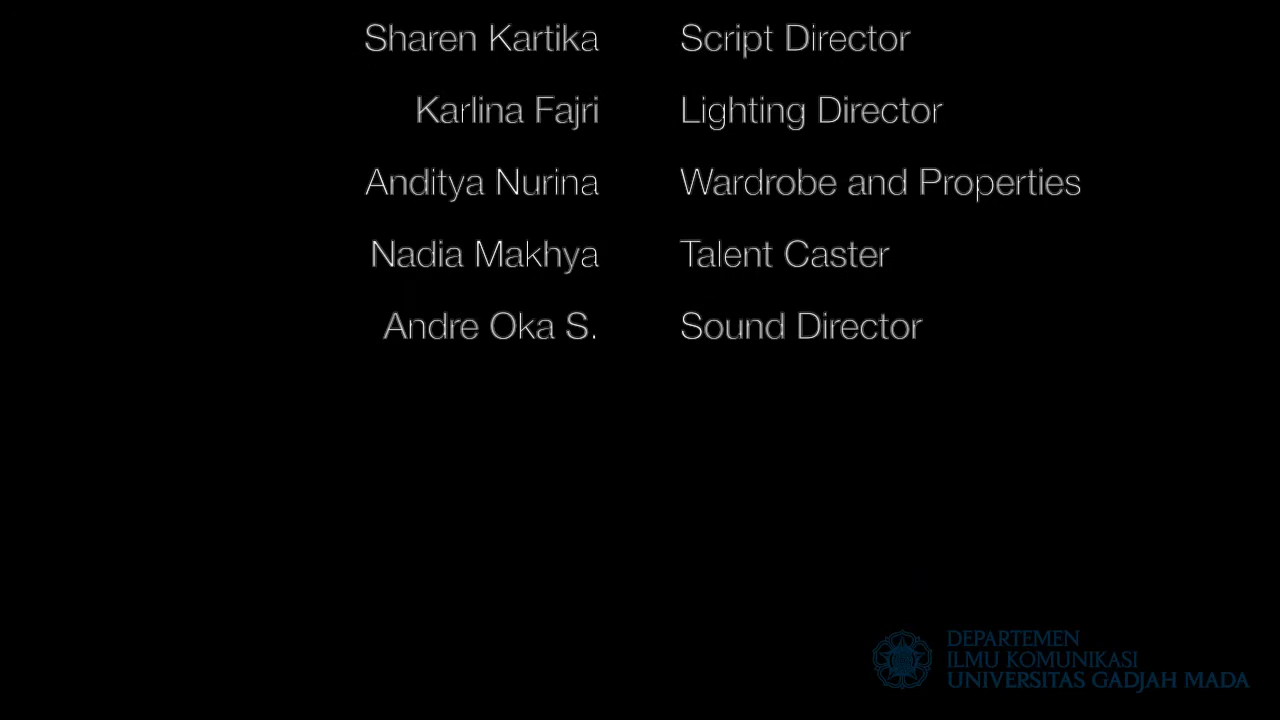 Sharen Kartika Script Director
Karlina Fajri Lighting Director
Anditya Nurina Wardrobe and Properties
Nadia Makhya Talent Caster
Andre Oka S. Sound Director
DEPARTEMEN
ILMU KOMUNIKASI
UNIVERSITAS GADJAH MADA